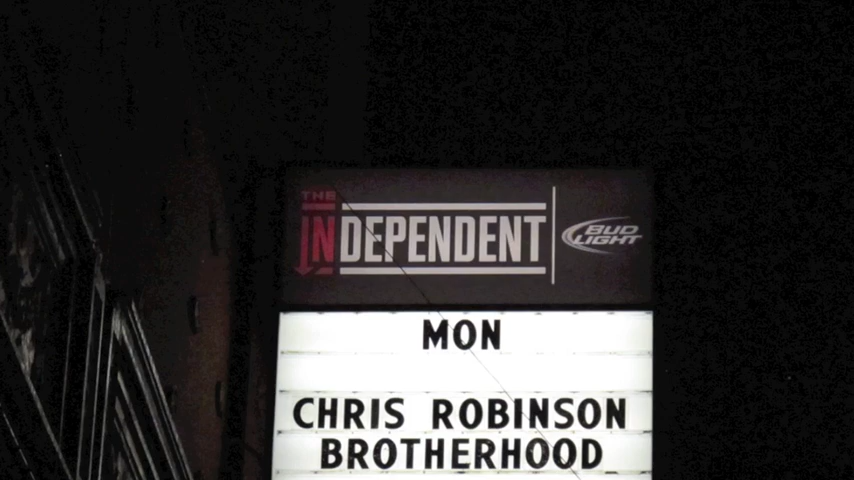 THE
INDEPENDENT
BUD
LIGHT
MON
CHRIS ROBINSON
BROTHERHOOD